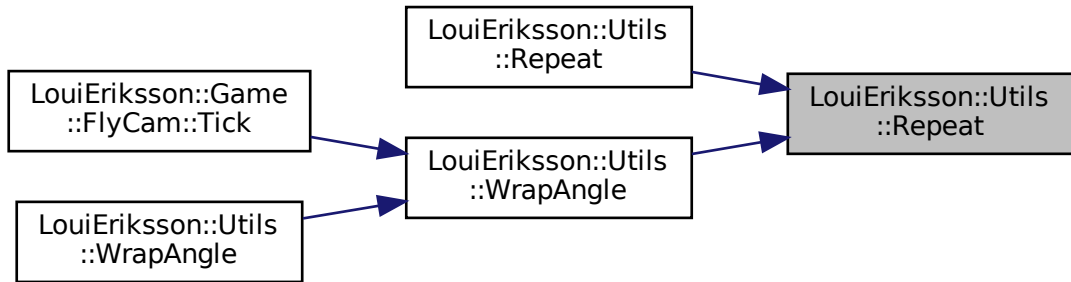 LouiEriksson::Game
::FlyCam::Tick
LouiEriksson::Utils
::WrapAngle
LouiEriksson::Utils
::Repeat
LouiEriksson::Utils
::WrapAngle
LouiEriksson::Utils
::Repeat